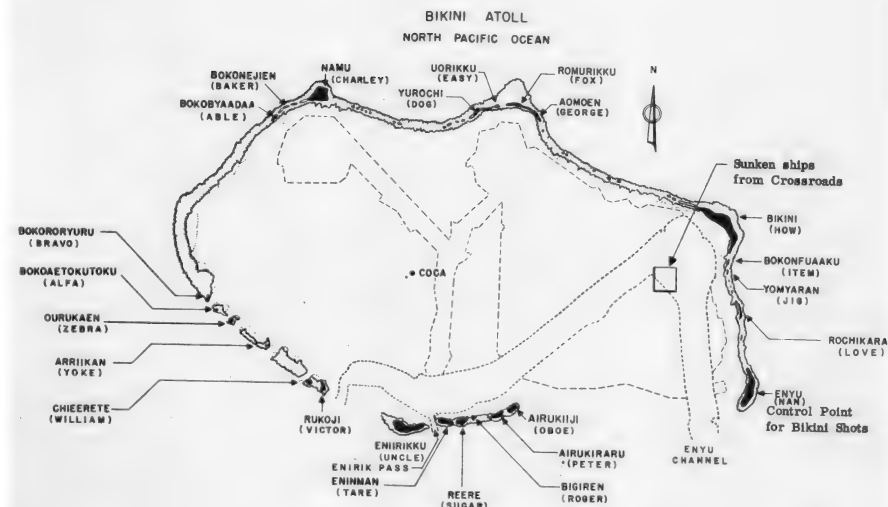 BIKINI ATOLL
NORTH PACIFIC OCEAN
NAMU
(CHARLEY)
BOKONEJIEN
(BAKER)
BOKOBYAADAA
(ABLE)
UORIKKU
(EASY)
YUROCHI
(DOG)
ROMURIKKU
(FOX)
AOMOEN
(GEORGE)
N
Sunken ships
from Crossroads
BIKINI
(HOW)
BOKONFUAAKU
(ITEM)
YOMYARAN
(JIG)
ROCHIKARA
(LOVE)
ENYU
(NAN)
Control Point
for Bikini Shots
ENYU
CHANNEL
COCA
BOKORORYURU
(BRAVO)
BOKOAETOKUTOKU
(ALFA)
OURUKAEN
(ZEBRA)
ARRIIKAN
(YOKE)
CHIEERETE
(WILLIAM)
RUKOJI
(VICTOR)
ENIIRIKKU
(UNCLE)
ENIRIK PASS
ENINMAN
(TARE)
REERE
(SUGAR)
BIGIREN
(ROGER)
AIRUKIRARU
(PETER)
AIRUKIIJI
(OBOE)